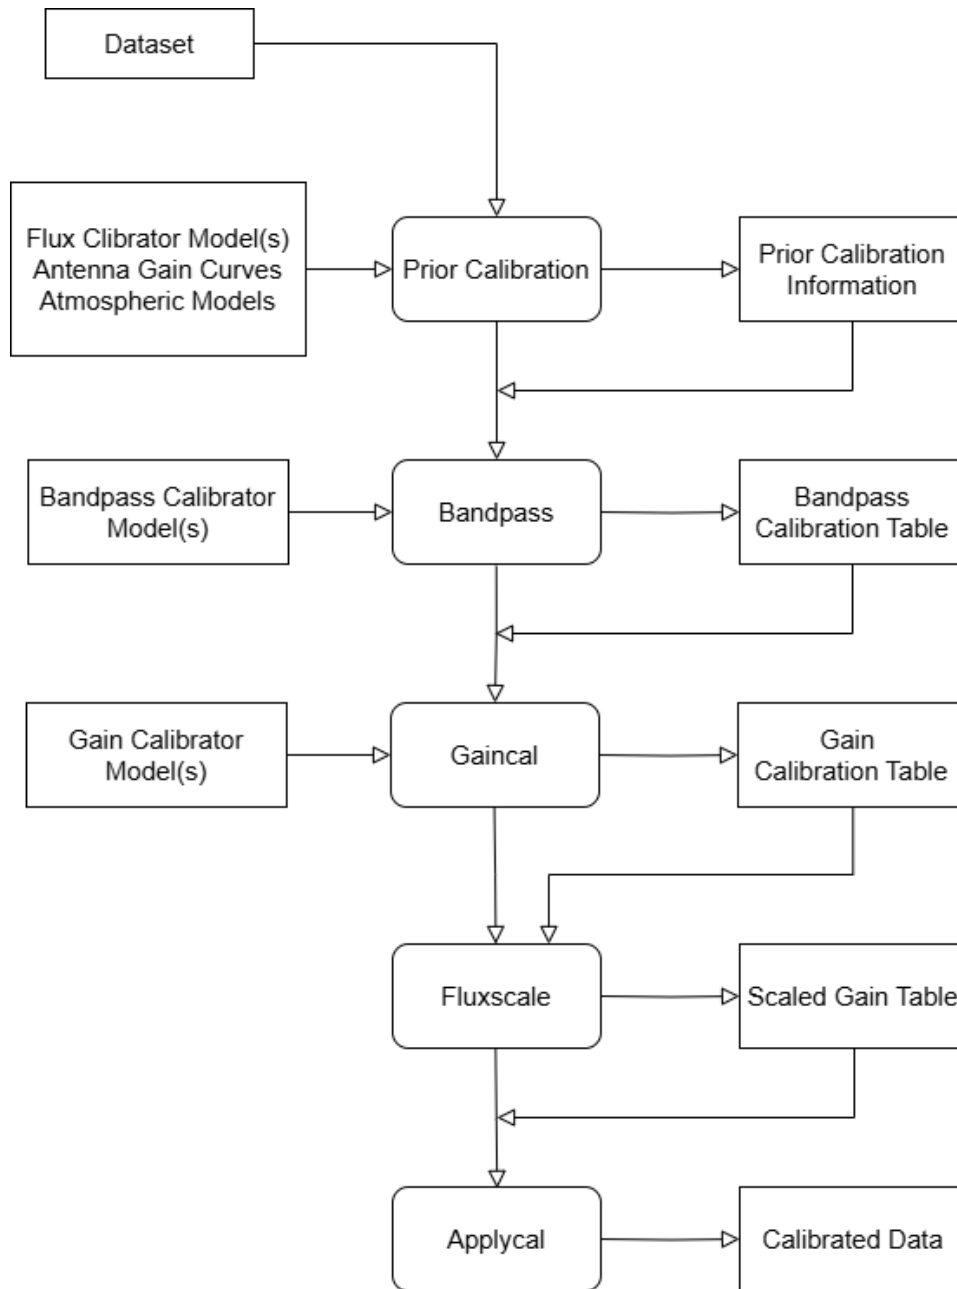 Dataset
Flux Clibrator Model(s)
Antenna Gain Curves
Atmospheric Models
Prior Calibration
Prior Calibration
Information
Bandpass Calibrator
Model(s)
Bandpass
Bandpass
Calibration Table
Gain Calibrator
Model(s)
Gaincal
Gain
Calibration Table
Fluxscale
Scaled Gain Table
Applycal
Calibrated Data